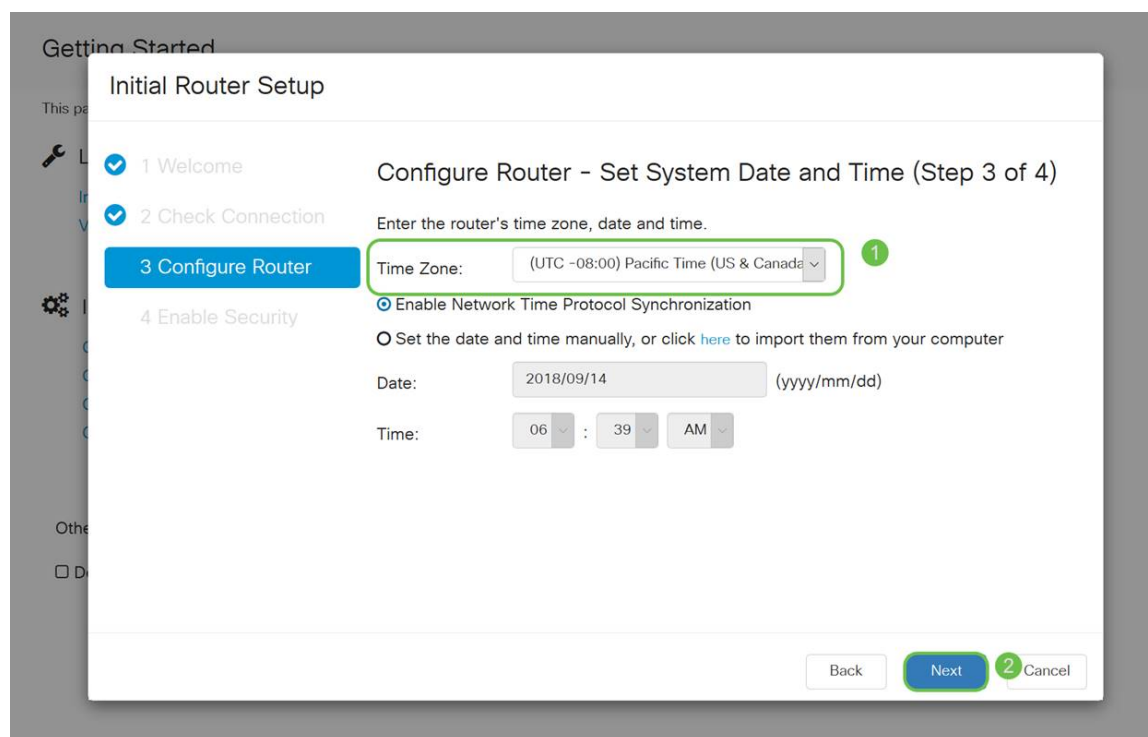 Getting Started
Initial Router Setup
This pa
1 Welcome
2 Check Connection
3 Configure Router
4 Enable Security
Configure Router - Set System Date and Time (Step 3 of 4)
Enter the router's time zone, date and time.
Time Zone: (UTC -08:00) Pacific Time (US & Canada 1
Enable Network Time Protocol Synchronization
Set the date and time manually, or click here to import them from your computer
Date: 2018/09/14 (yyyy/mm/dd)
Time: 06 : 39 AM
Othe
Back Next 2 Cancel